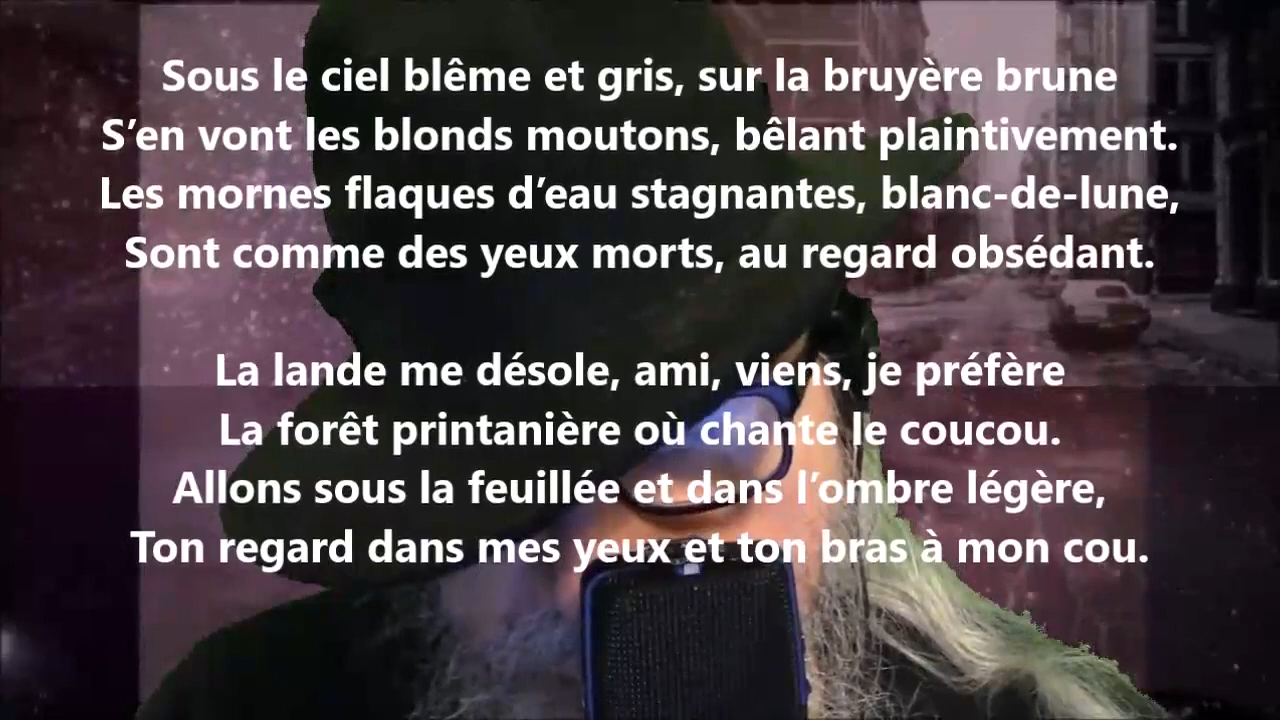 Sous le ciel blême et gris, sur la bruyère brune
S’en vont les blonds moutons, bêlant plaintivement.
Les mornes flaques d’eau stagnantes, blanc-de-lune,
Sont comme des yeux morts, au regard obsédant.
La lande me désole, ami, viens, je préfère
La forêt printanière où chante le coucou.
Allons sous la feuillée et dans l’ombre légère,
Ton regard dans mes yeux et ton bras à mon cou.